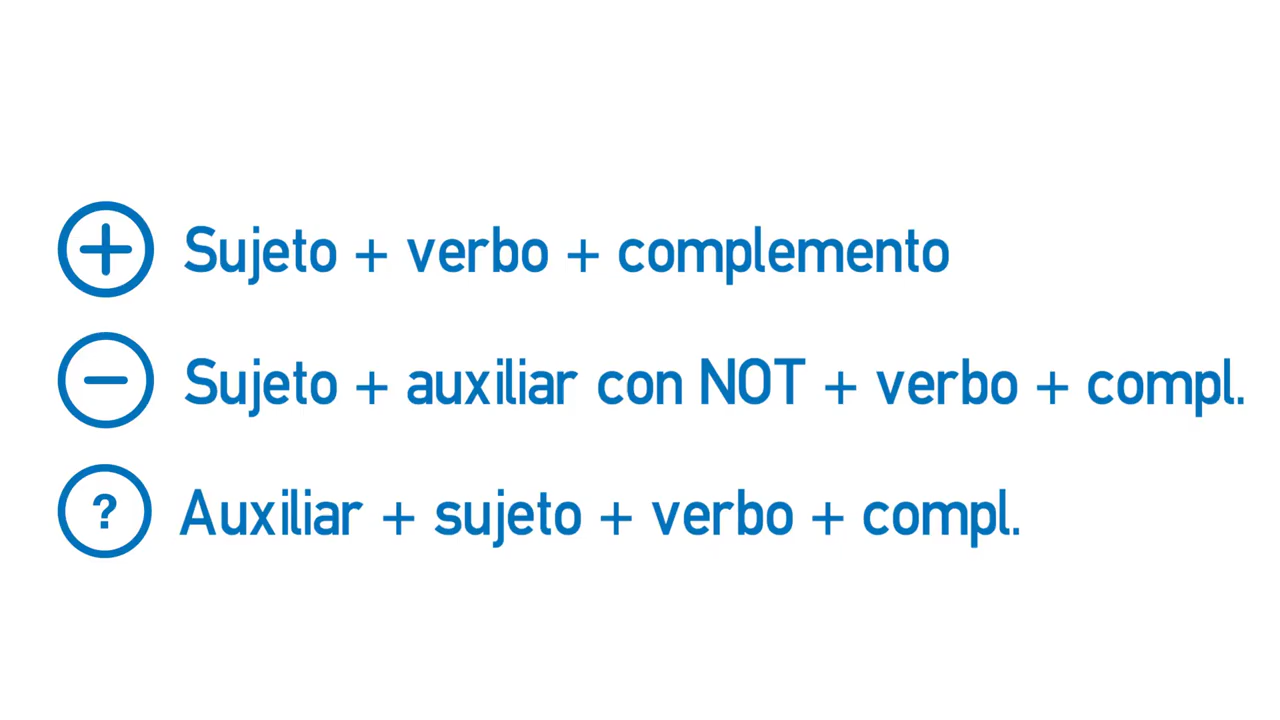 + Sujeto + verbo + complemento
− Sujeto + auxiliar con NOT + verbo + compl.
? Auxiliar + sujeto + verbo + compl.